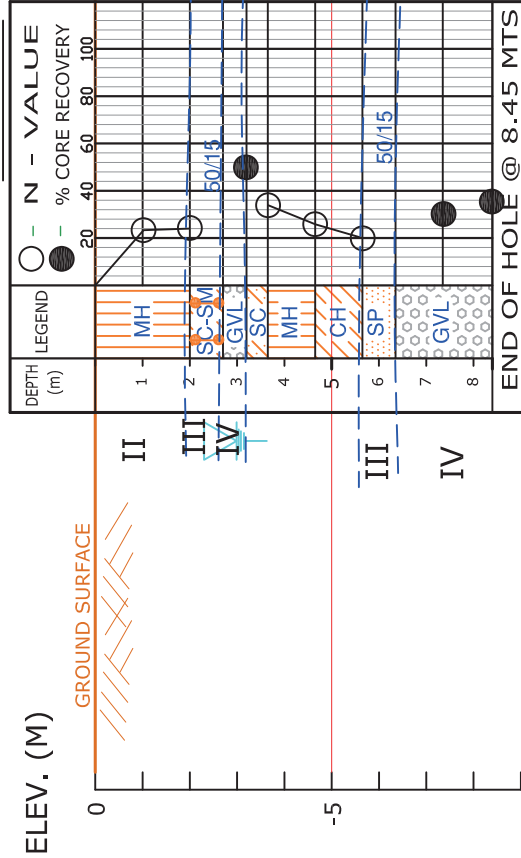 ELEV. (M)
GROUND SURFACE
0
-5
DEPTH
(m)
LEGEND
- N - VALUE
- % CORE RECOVERY
20
40
60
80
100
1
2
3
4
5
6
7
8
MH
SC-SM
GVL
SC
MH
CH
SP
GVL
50/15
50/15
II
III
IV
III
IV
END OF HOLE @ 8.45 MTS